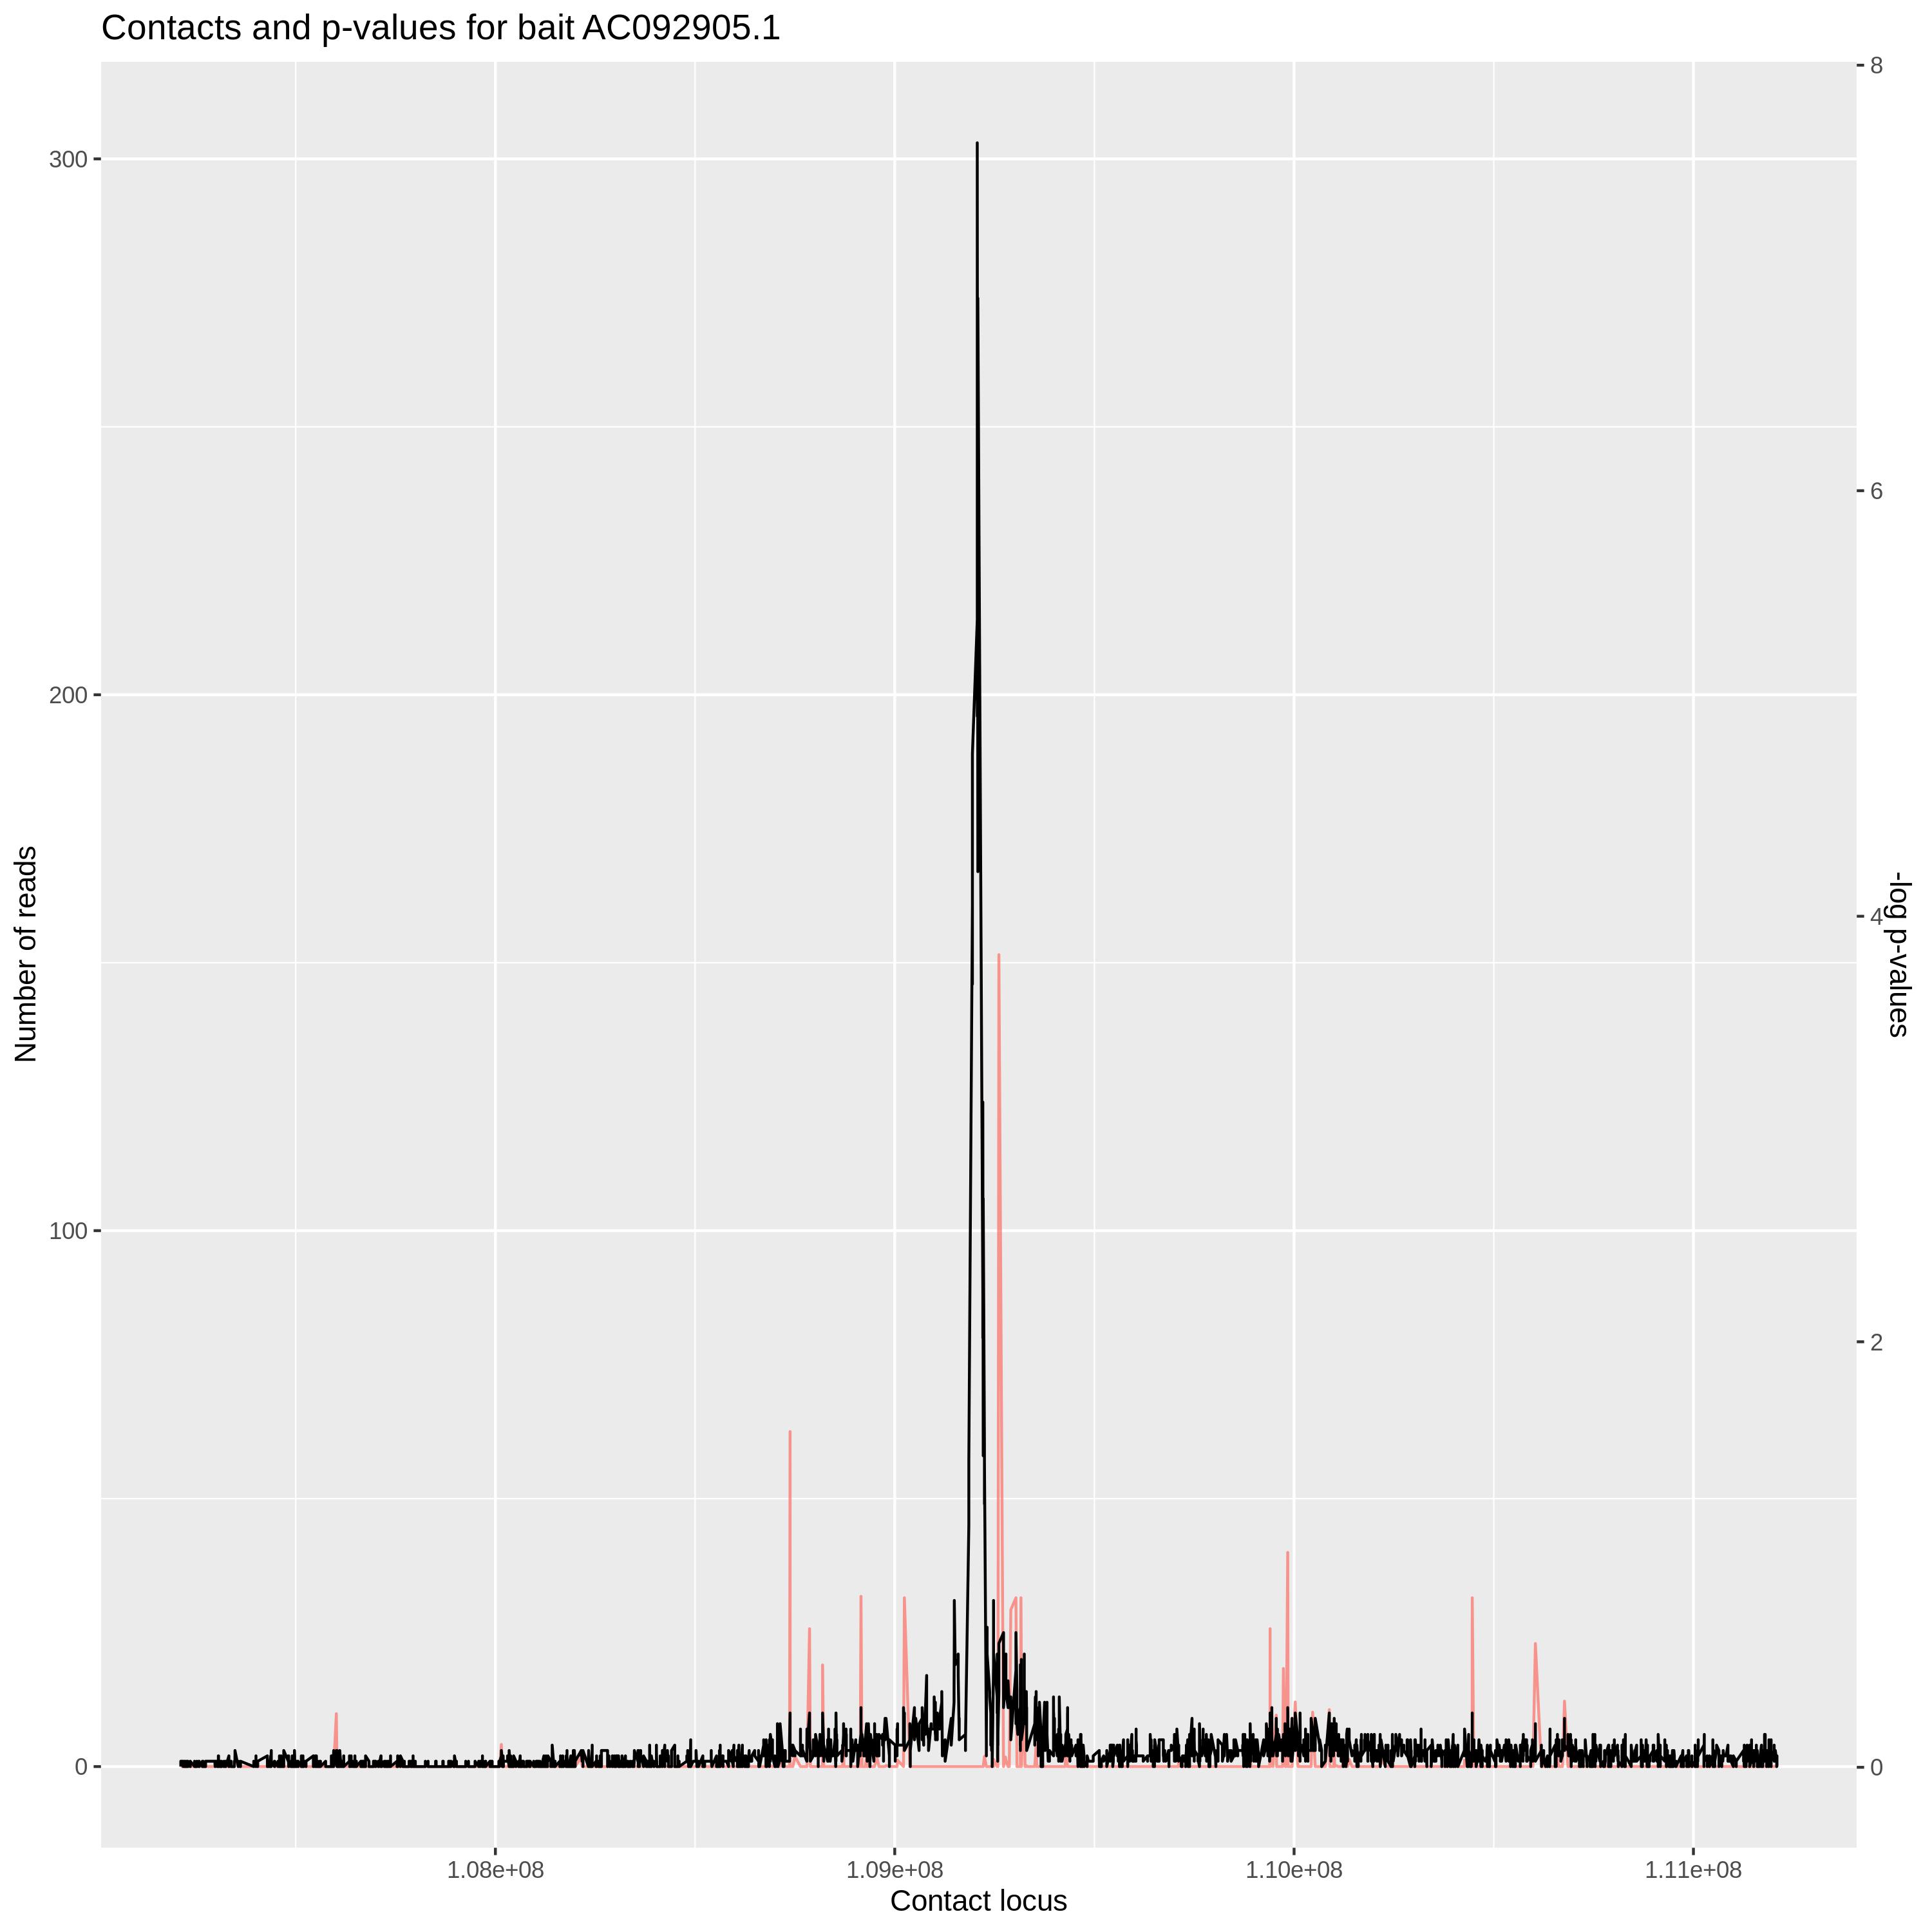 Contacts and p-values for bait AC092905.1
8
300
6
200
Number of reads
4
-log p-values
100
2
0
0
1.08e+08
1.09e+08
1.10e+08
1.11e+08
Contact locus